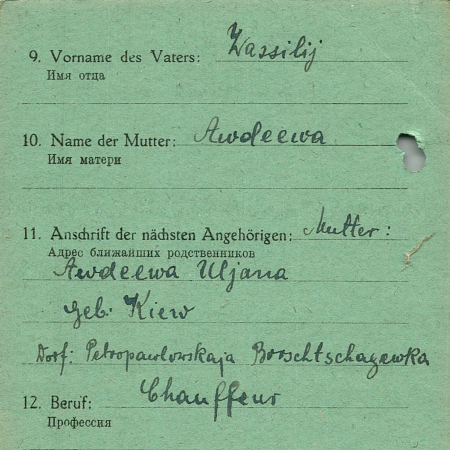 9. Vorname des Vaters: Wassilij
Имя отца
10. Name der Mutter: Awdeewa
Имя матери
11. Anschrift der nächsten Angehörigen: Mutter:
Адрес ближайших родственников
Awdeewa Uljana
Geb: Kiew
Dorf: Petropawlowskaja Borschtschagewka
12. Beruf: Chauffeur
Профессия